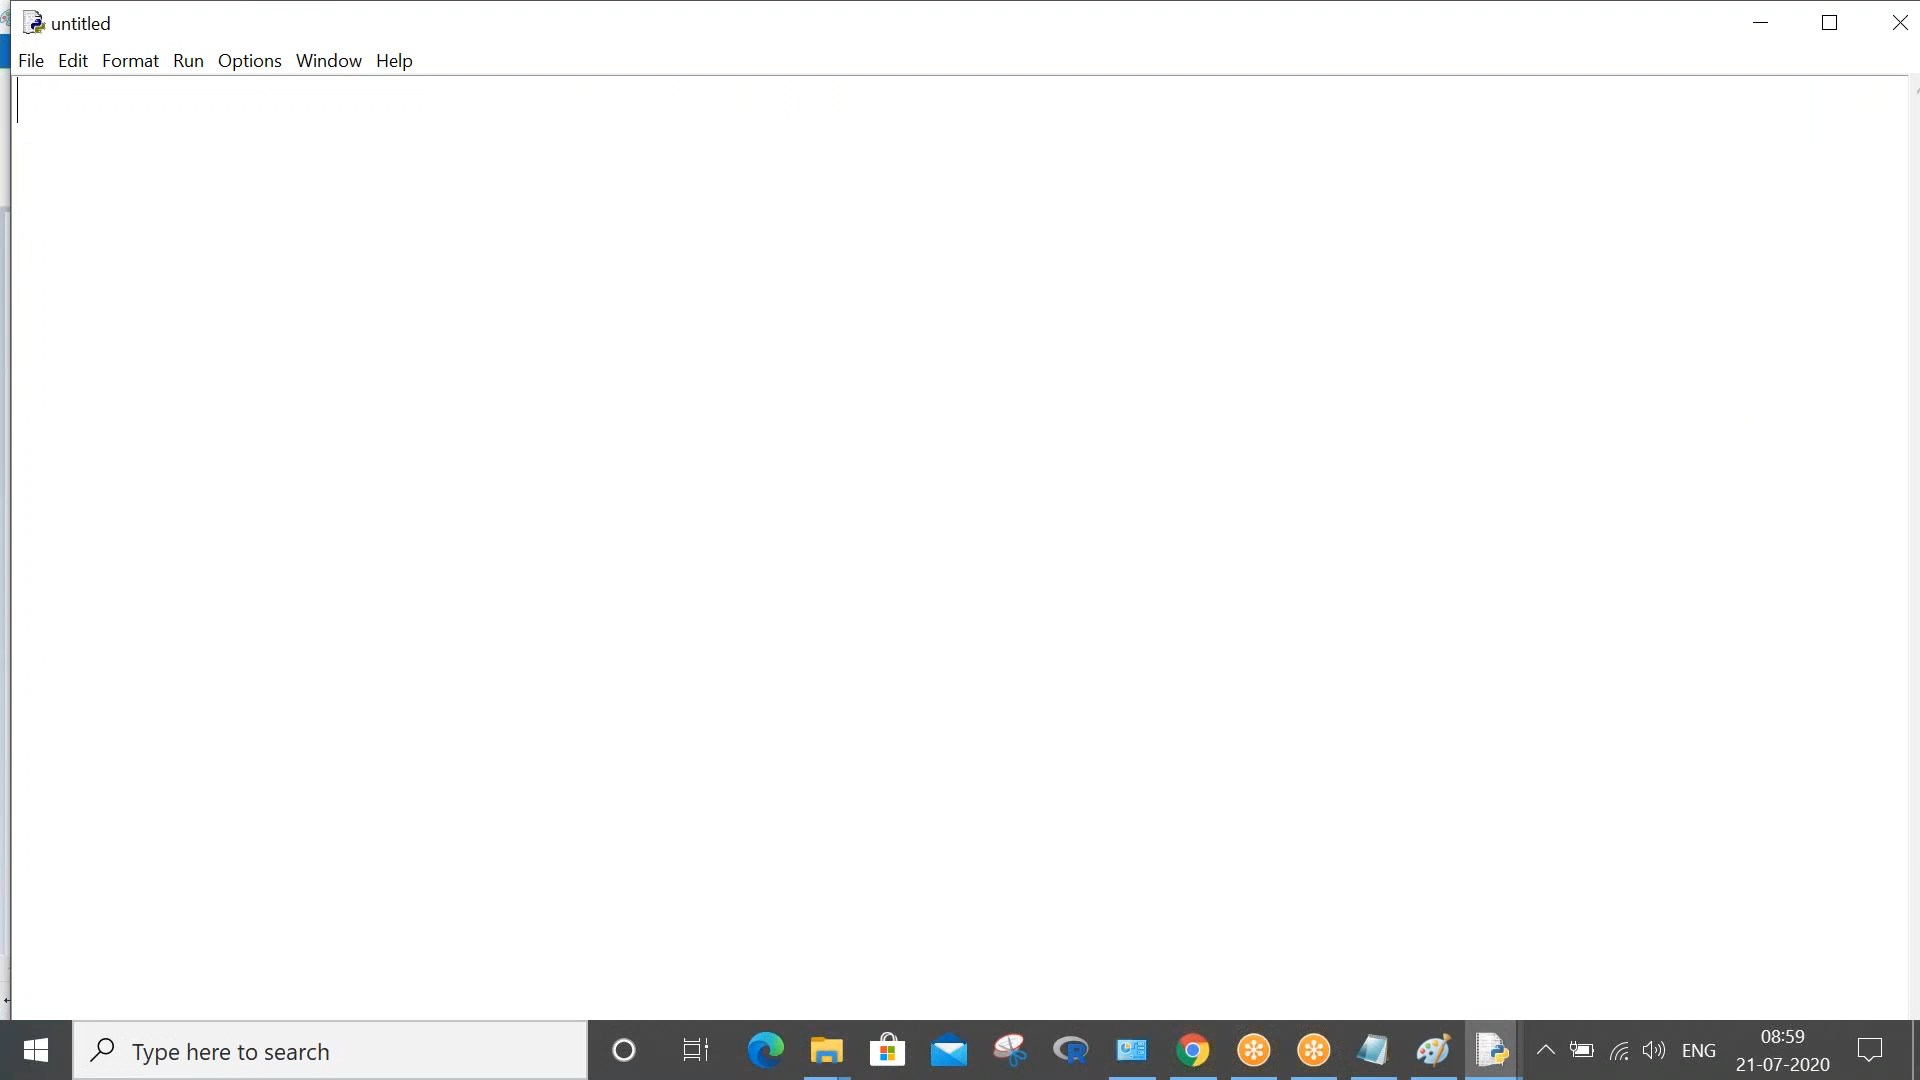 untitled
File Edit Format Run Options Window Help
Type here to search
ENG
08:59
21-07-2020